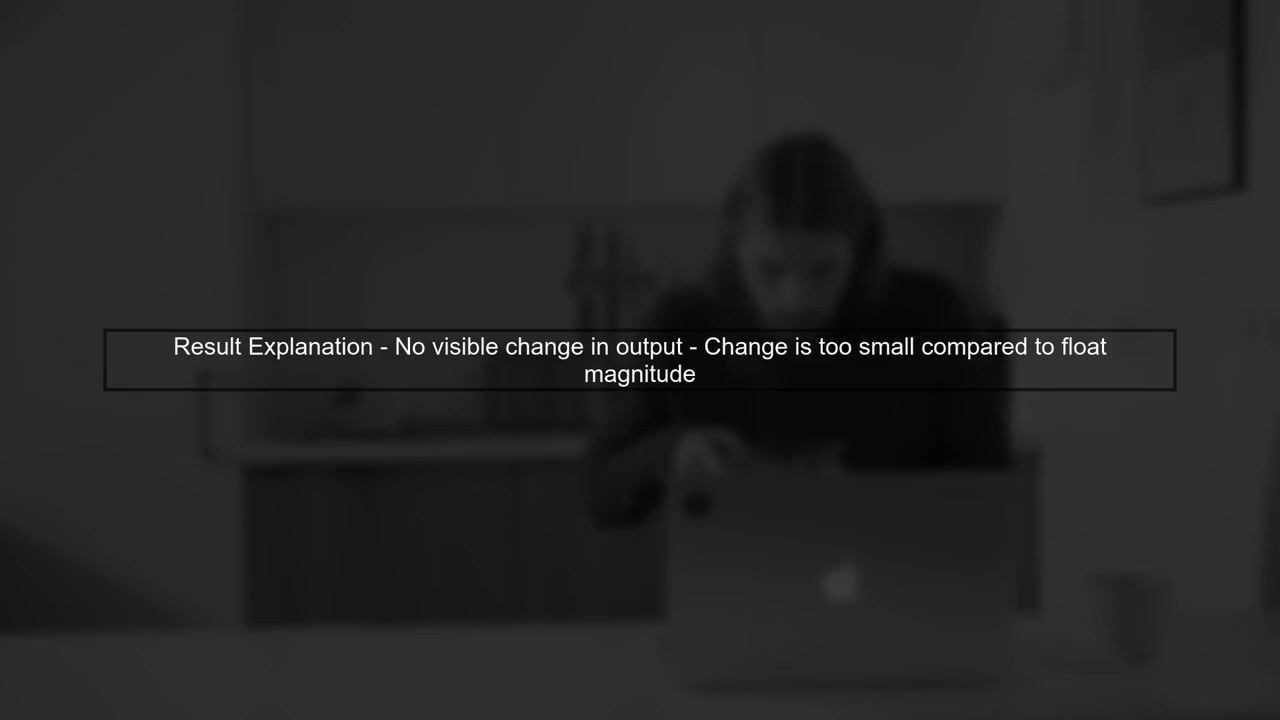 Result Explanation - No visible change in output - Change is too small compared to float
magnitude